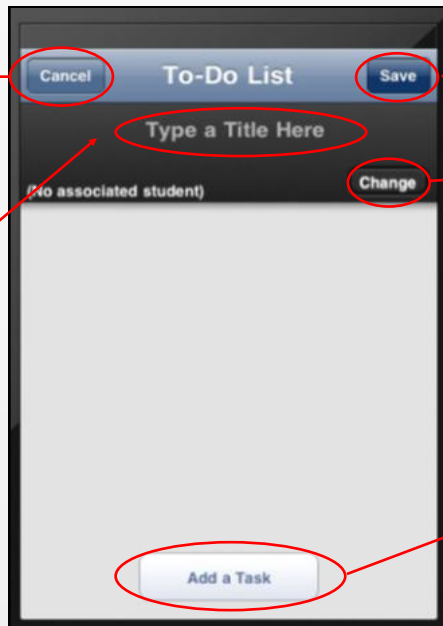 Cancel To-Do List Save
Type a Title Here
(No associated student) Change
Add a Task